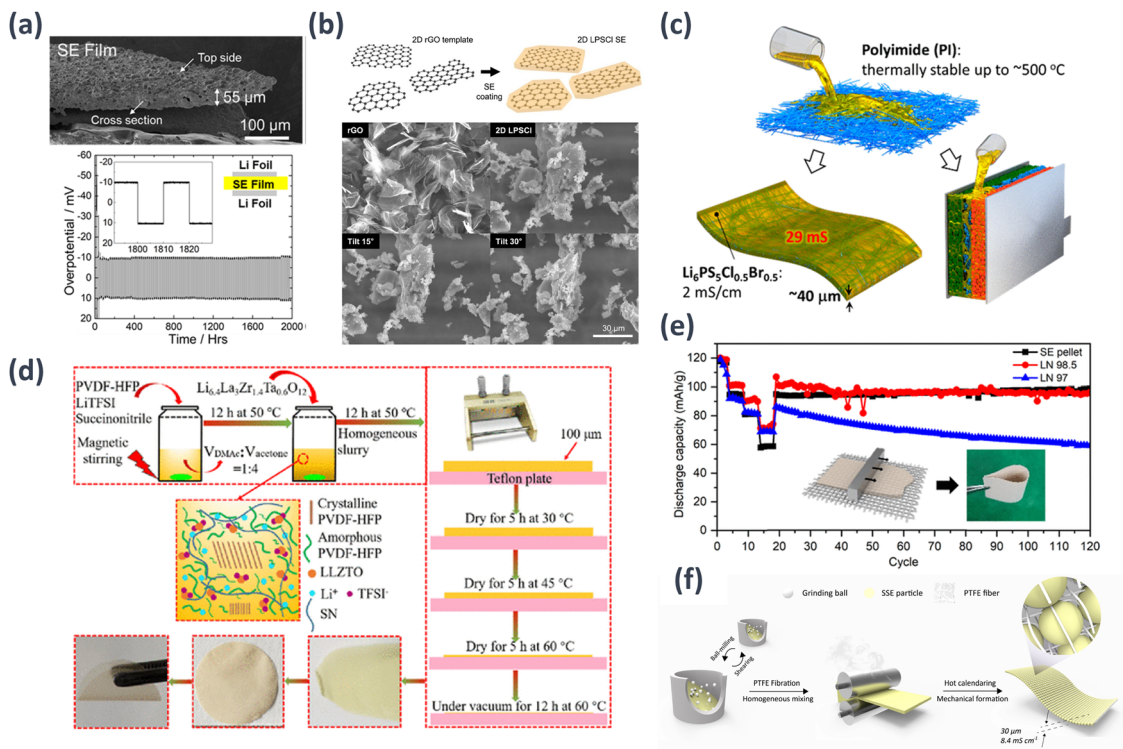 (a)
SE Film
Top side
55 μm
Cross section
100 μm
Overpotential / mV
-60
-50
-40
-30
-20
-10
0
10
20
-20
-10
0
10
20
1800 1810 1820
Li Foil
SE Film
Li Foil
0 400 800 1200 1600 2000
Time / Hrs
(b)
2D rGO template
2D LPSCl SE
SE
coating
rGO
2D LPSCl
Tilt 15°
Tilt 30°
30 μm
(c)
Polyimide (PI):
thermally stable up to ~500 °C
29 mS
Li₆PS₅Cl₀.₅Br₀.₅:
2 mS/cm
~40 μm
(d)
PVDF-HFP
LiTFSI
Succinonitrile
Magnetic
stirring
Li₆.₄La₃Zr₁.₄Ta₀.₆O₁₂
12 h at 50 °C
V_DMAc:V_acetone
=1:4
12 h at 50 °C
Homogeneous
slurry
Crystalline
PVDF-HFP
Amorphous
PVDF-HFP
LLZTO
Li⁺ TFSI⁻
SN
100 μm
Teflon plate
Dry for 5 h at 30 °C
Dry for 5 h at 45 °C
Dry for 5 h at 60 °C
Under vacuum for 12 h at 60 °C
(e)
Discharge capacity (mAh/g)
120
100
80
60
40
20
0
SE pellet
LN 98.5
LN 97
0 10 20 30 40 50 60 70 80 90 100 110 120
Cycle
(f)
Grinding ball
SSE particle
PTFE fiber
Ball-milling
Shearing
PTFE Fibration
Homogeneous mixing
Hot calendaring
Mechanical formation
30 μm
8.4 mS cm⁻¹